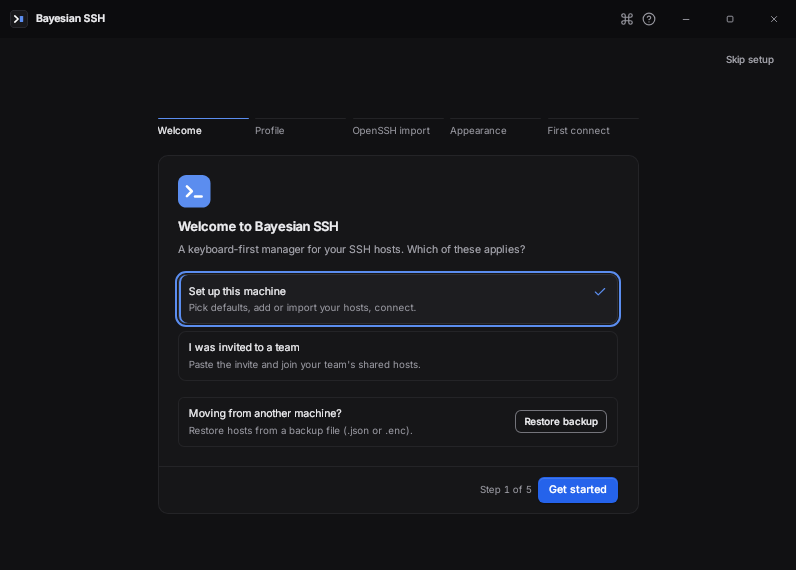 Bayesian SSH
Skip setup
Welcome
Profile
OpenSSH import
Appearance
First connect
Welcome to Bayesian SSH
A keyboard-first manager for your SSH hosts. Which of these applies?
Set up this machine
Pick defaults, add or import your hosts, connect.
I was invited to a team
Paste the invite and join your team's shared hosts.
Moving from another machine?
Restore hosts from a backup file (.json or .enc).
Restore backup
Step 1 of 5
Get started